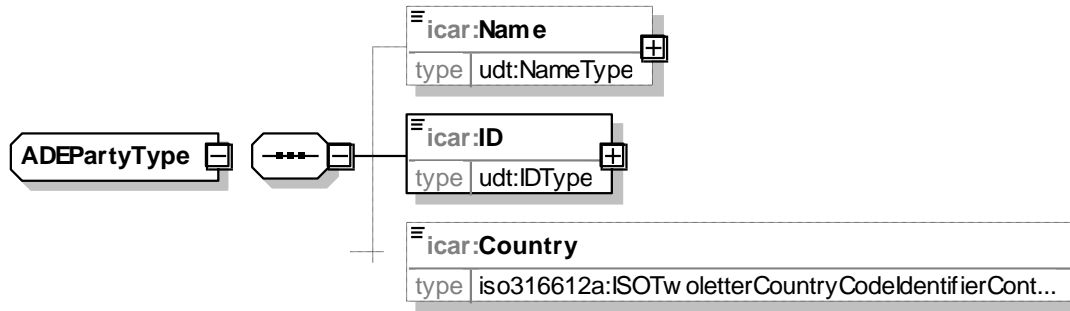 icar:Name
type udt:NameType
ADEPartyType
icar:ID
type udt:IDType
icar:Country
type iso316612a:ISOTwoletterCountryCodeIdentifierCont...